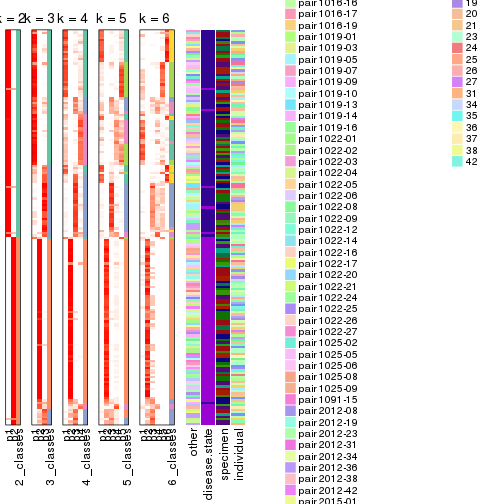 k = 2
k = 3
k = 4
k = 5
k = 6
2_classes
3_classes
4_classes
5_classes
6_classes
other
disease.state
specimen
individual
pair1016-16
pair1016-17
pair1016-19
pair1019-01
pair1019-03
pair1019-05
pair1019-07
pair1019-09
pair1019-10
pair1019-13
pair1019-14
pair1019-16
pair1022-01
pair1022-02
pair1022-03
pair1022-04
pair1022-05
pair1022-06
pair1022-08
pair1022-09
pair1022-12
pair1022-14
pair1022-16
pair1022-17
pair1022-20
pair1022-21
pair1022-24
pair1022-25
pair1022-26
pair1022-27
pair1025-02
pair1025-05
pair1025-06
pair1025-08
pair1025-09
pair1091-15
pair2012-08
pair2012-19
pair2012-23
pair2012-31
pair2012-34
pair2012-36
pair2012-38
pair2012-42
pair2015-01
19
20
21
23
24
25
26
27
31
34
35
36
37
38
42